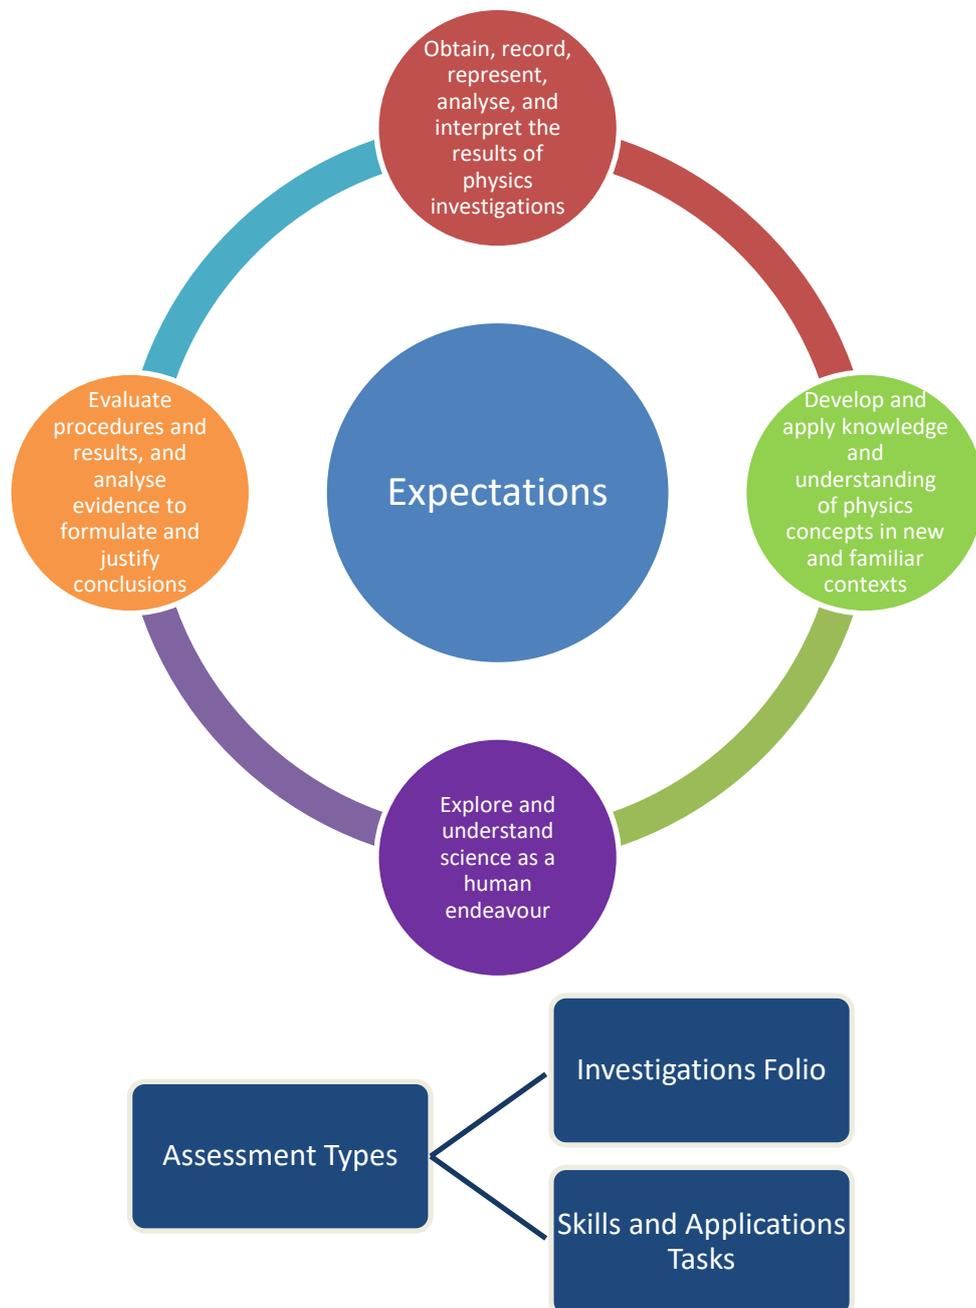 Obtain, record,
represent,
analyse, and
interpret the
results of
physics
investigations
Expectations
Develop and
apply knowledge
and
understanding
of physics
concepts in new
and familiar
contexts
Explore and
understand
science as a
human
endeavour
Evaluate
procedures and
results, and
analyse
evidence to
formulate and
justify
conclusions
Assessment Types
Investigations Folio
Skills and Applications
Tasks